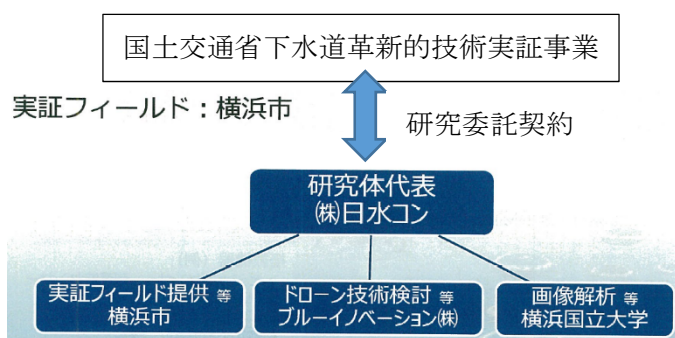 国土交通省下水道革新的技術実証事業
実証フィールド：横浜市
研究委託契約
研究体代表
㈱日水コン
実証フィールド提供 等
横浜市
ドローン技術検討 等
ブルーイノベーション㈱
画像解析 等
横浜国立大学